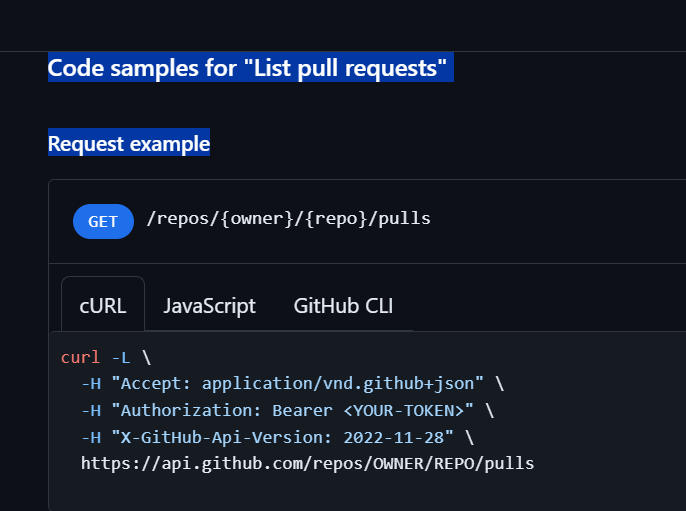 Code samples for "List pull requests"
Request example
GET /repos/{owner}/{repo}/pulls
cURL JavaScript GitHub CLI
curl -L \
  -H "Accept: application/vnd.github+json" \
  -H "Authorization: Bearer <YOUR-TOKEN>" \
  -H "X-GitHub-Api-Version: 2022-11-28" \
  https://api.github.com/repos/OWNER/REPO/pulls